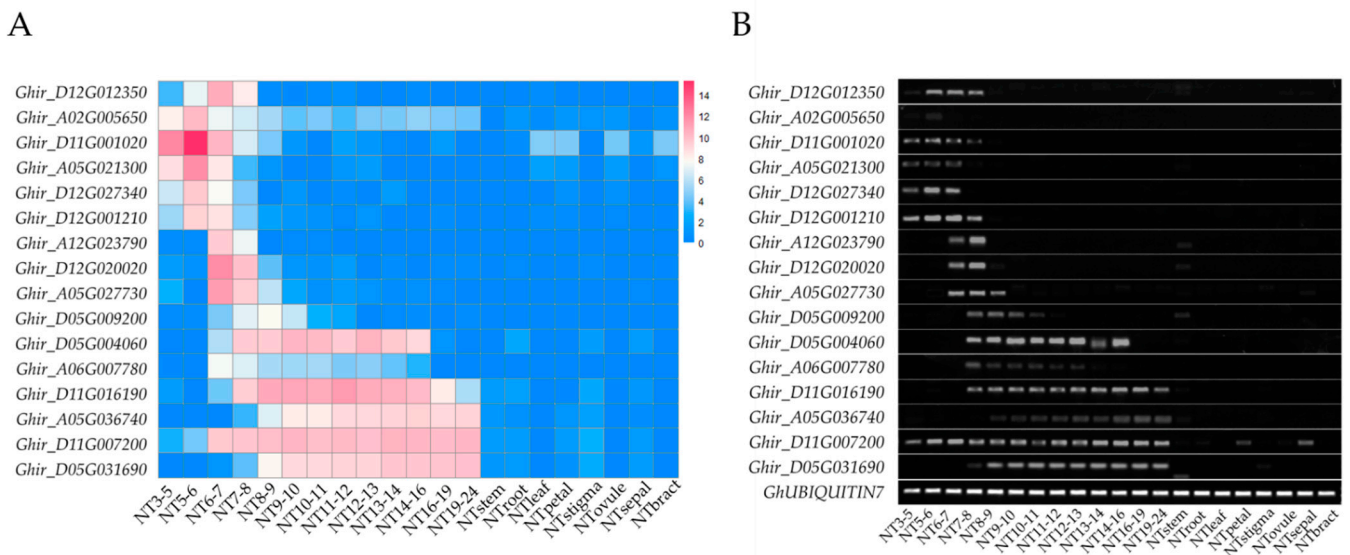 A
B
Ghir_D12G012350
Ghir_A02G005650
Ghir_D11G001020
Ghir_A05G021300
Ghir_D12G027340
Ghir_D12G001210
Ghir_A12G023790
Ghir_D12G020020
Ghir_A05G027730
Ghir_D05G009200
Ghir_D05G004060
Ghir_A06G007780
Ghir_D11G016190
Ghir_A05G036740
Ghir_D11G007200
Ghir_D05G031690
14
12
10
8
6
4
2
0
NT3-5
NT5-6
NT6-7
NT7-8
NT8-9
NT9-10
NT10-11
NT11-12
NT12-13
NT13-14
NT14-16
NT16-19
NT19-24
NTstem
NTroot
NTleaf
NTpetal
NTstigma
NTovule
NTsepal
NTbract
Ghir_D12G012350
Ghir_A02G005650
Ghir_D11G001020
Ghir_A05G021300
Ghir_D12G027340
Ghir_D12G001210
Ghir_A12G023790
Ghir_D12G020020
Ghir_A05G027730
Ghir_D05G009200
Ghir_D05G004060
Ghir_A06G007780
Ghir_D11G016190
Ghir_A05G036740
Ghir_D11G007200
Ghir_D05G031690
GhUBIQUITIN7
NT3-5
NT5-6
NT6-7
NT7-8
NT8-9
NT9-10
NT10-11
NT11-12
NT12-13
NT13-14
NT14-16
NT16-19
NT19-24
NTstem
NTroot
NTleaf
NTpetal
NTstigma
NTovule
NTsepal
NTbract